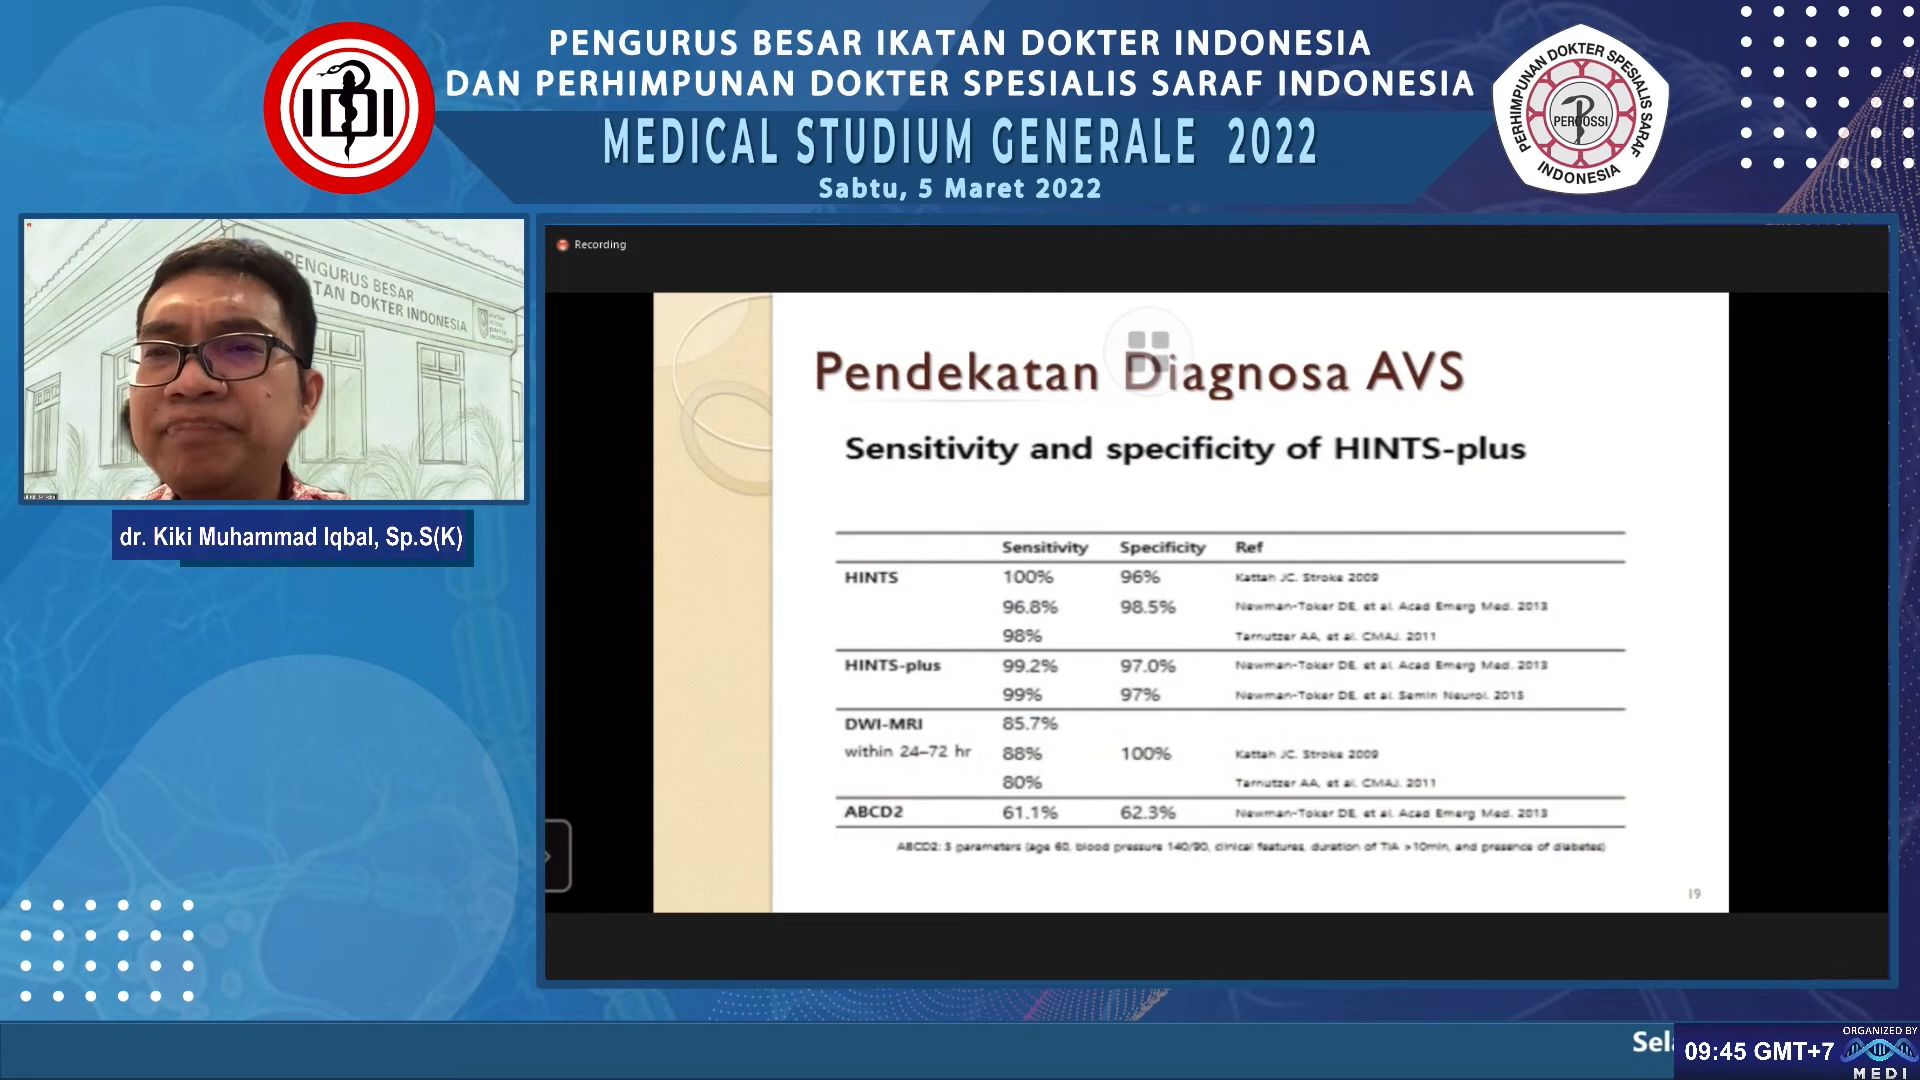 PENGURUS BESAR IKATAN DOKTER INDONESIA
DAN PERHIMPUNAN DOKTER SPESIALIS SARAF INDONESIA
MEDICAL STUDIUM GENERALE 2022
Sabtu, 5 Maret 2022
IDI
PERHIMPUNAN DOKTER SPESIALIS SARAF
PERDOSSI
INDONESIA
PENGURUS BESAR
TAN DOKTER INDONESIA
dr. Kiki Muhammad Iqbal, Sp.S(K)
Recording
Pendekatan Diagnosa AVS
Sensitivity and specificity of HINTS-plus
Sensitivity Specificity Ref
HINTS 100% 96% Kattah JC. Stroke 2009
96.8% 98.5% Newman-Toker DE, et al. Acad Emerg Med. 2013
98% Tarnutzer AA, et al. CMAJ. 2011
HINTS-plus 99.2% 97.0% Newman-Toker DE, et al. Acad Emerg Med. 2013
99% 97% Newman-Toker DE, et al. Semin Neurol. 2015
DWI-MRI 85.7%
within 24–72 hr 88% 100% Kattah JC. Stroke 2009
80% Tarnutzer AA, et al. CMAJ. 2011
ABCD2 61.1% 62.3% Newman-Toker DE, et al. Acad Emerg Med. 2013
ABCD2: 5 parameters (age 60, blood pressure 140/90, clinical features, duration of TIA >10min, and presence of diabetes)
19
Sela
09:45 GMT+7
ORGANIZED BY
MEDI